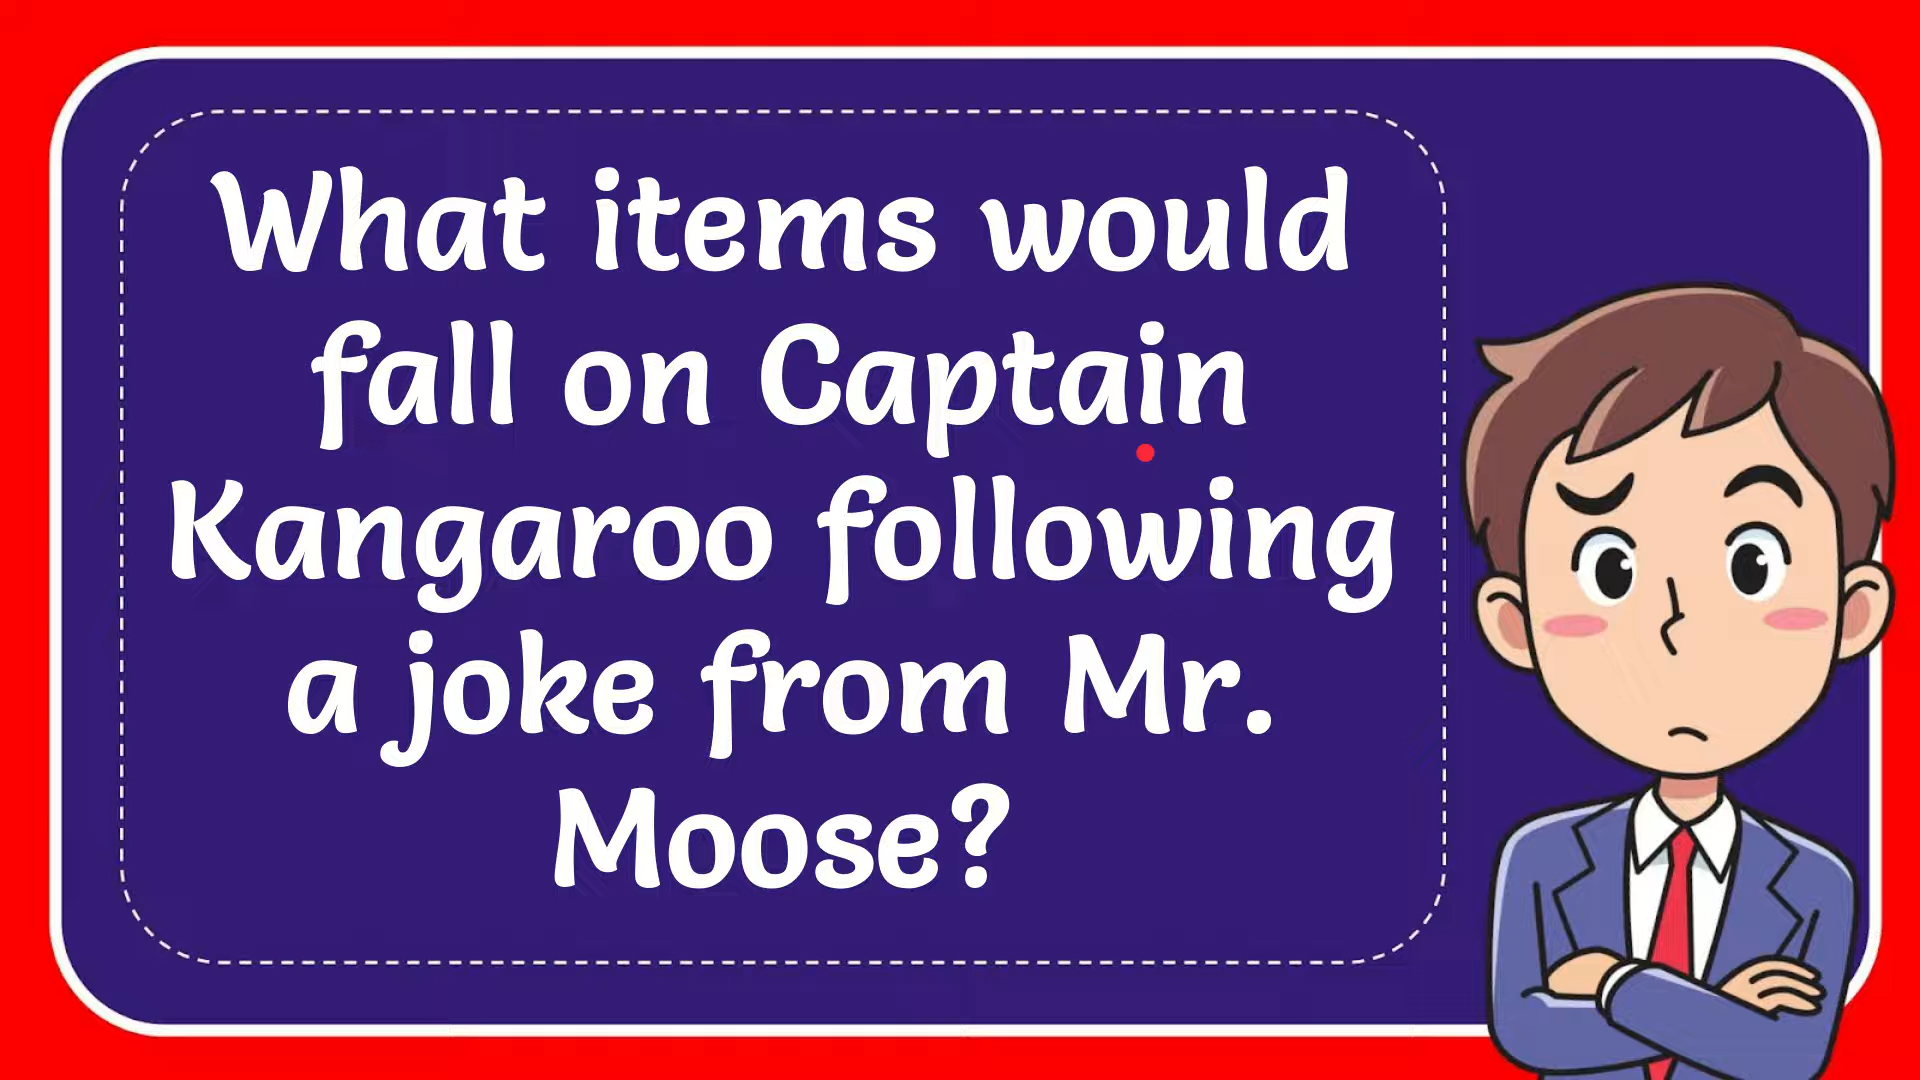 What items would
fall on Captain
Kangaroo following
a joke from Mr.
Moose?